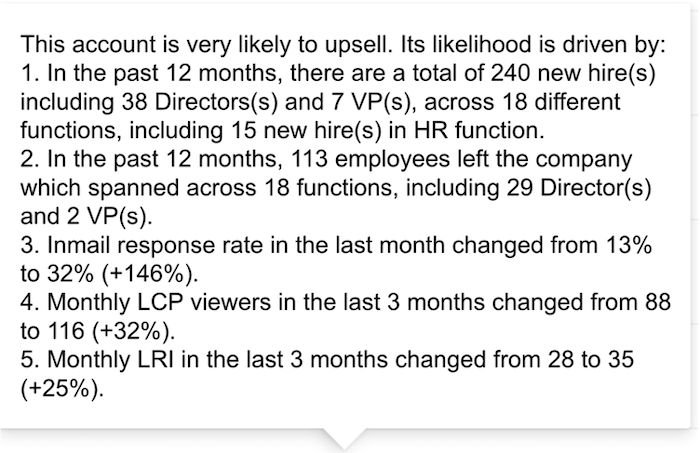 This account is very likely to upsell. Its likelihood is driven by:
1. In the past 12 months, there are a total of 240 new hire(s)
including 38 Directors(s) and 7 VP(s), across 18 different
functions, including 15 new hire(s) in HR function.
2. In the past 12 months, 113 employees left the company
which spanned across 18 functions, including 29 Director(s)
and 2 VP(s).
3. Inmail response rate in the last month changed from 13%
to 32% (+146%).
4. Monthly LCP viewers in the last 3 months changed from 88
to 116 (+32%).
5. Monthly LRI in the last 3 months changed from 28 to 35
(+25%).